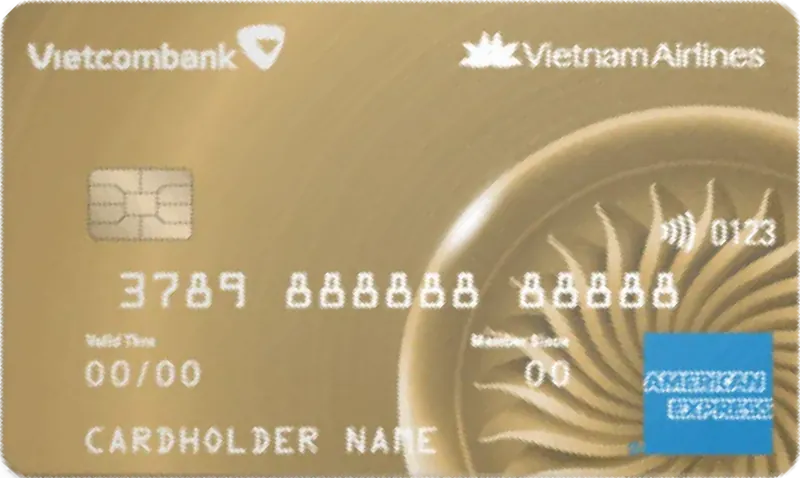 Vietcombank
Vietnam Airlines
0123
3789 888888 88888
Valid Thru
Member Since
00/00
00
AMERICAN
EXPRESS
CARDHOLDER NAME